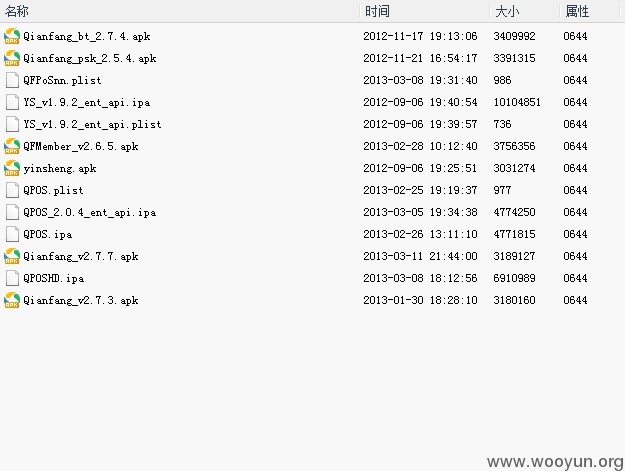 名称 时间 大小 属性
Qianfang_bt_2.7.4.apk 2012-11-17 19:13:06 3409992 0644
Qianfang_psk_2.5.4.apk 2012-11-21 16:54:17 3391315 0644
QFPoSnn.plist 2013-03-08 19:31:40 986 0644
YS_v1.9.2_ent_api.ipa 2012-09-06 19:40:54 10104851 0644
YS_v1.9.2_ent_api.plist 2012-09-06 19:39:57 736 0644
QFMember_v2.6.5.apk 2013-02-28 10:12:40 3756356 0644
yinsheng.apk 2012-09-06 19:25:51 3031274 0644
QPOS.plist 2013-02-25 19:19:37 977 0644
QPOS_2.0.4_ent_api.ipa 2013-03-05 19:34:38 4774250 0644
QPOS.ipa 2013-02-26 13:11:10 4771815 0644
Qianfang_v2.7.7.apk 2013-03-11 21:44:00 3189127 0644
QPOSHD.ipa 2013-03-08 18:12:56 6910989 0644
Qianfang_v2.7.3.apk 2013-01-30 18:28:10 3180160 0644
www.wooyun.org